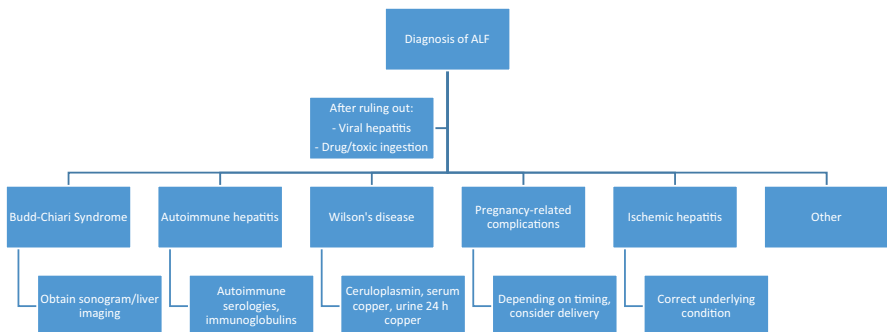 Diagnosis of ALF
After ruling out:
- Viral hepatitis
- Drug/toxic ingestion
Budd-Chiari Syndrome
Autoimmune hepatitis
Wilson's disease
Pregnancy-related
complications
Ischemic hepatitis
Other
Obtain sonogram/liver
imaging
Autoimmune
serologies,
immunoglobulins
Ceruloplasmin, serum
copper, urine 24 h
copper
Depending on timing,
consider delivery
Correct underlying
condition